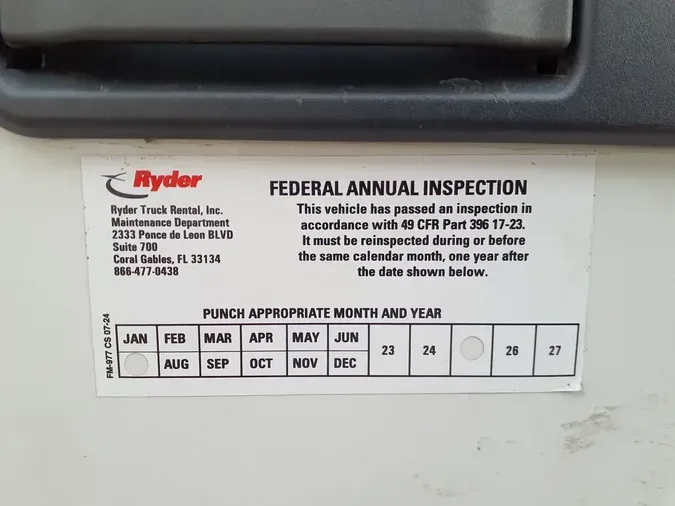 Ryder
Ryder Truck Rental, Inc.
Maintenance Department
2333 Ponce de Leon BLVD
Suite 700
Coral Gables, FL 33134
866-477-0438
FEDERAL ANNUAL INSPECTION
This vehicle has passed an inspection in
accordance with 49 CFR Part 396 17-23.
It must be reinspected during or before
the same calendar month, one year after
the date shown below.
PUNCH APPROPRIATE MONTH AND YEAR
JAN FEB MAR APR MAY JUN 23 24 26 27
AUG SEP OCT NOV DEC
FM-977 CS 07-24